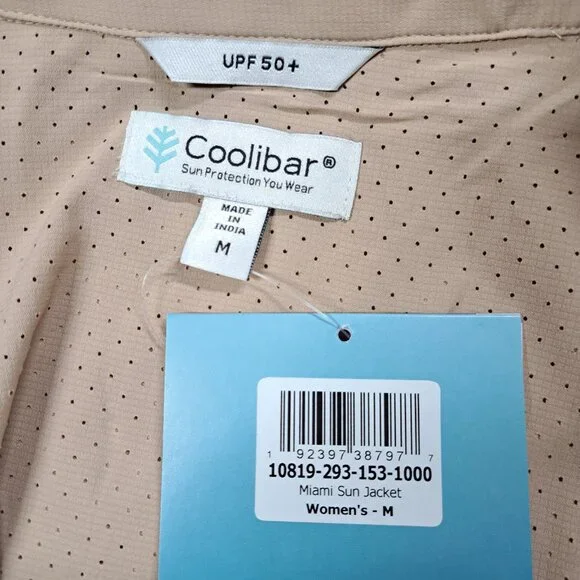 UPF 50+
Coolibar®
Sun Protection You Wear
MADE
IN
INDIA
M
1 92397 38797 7
10819-293-153-1000
Miami Sun Jacket
Women's - M